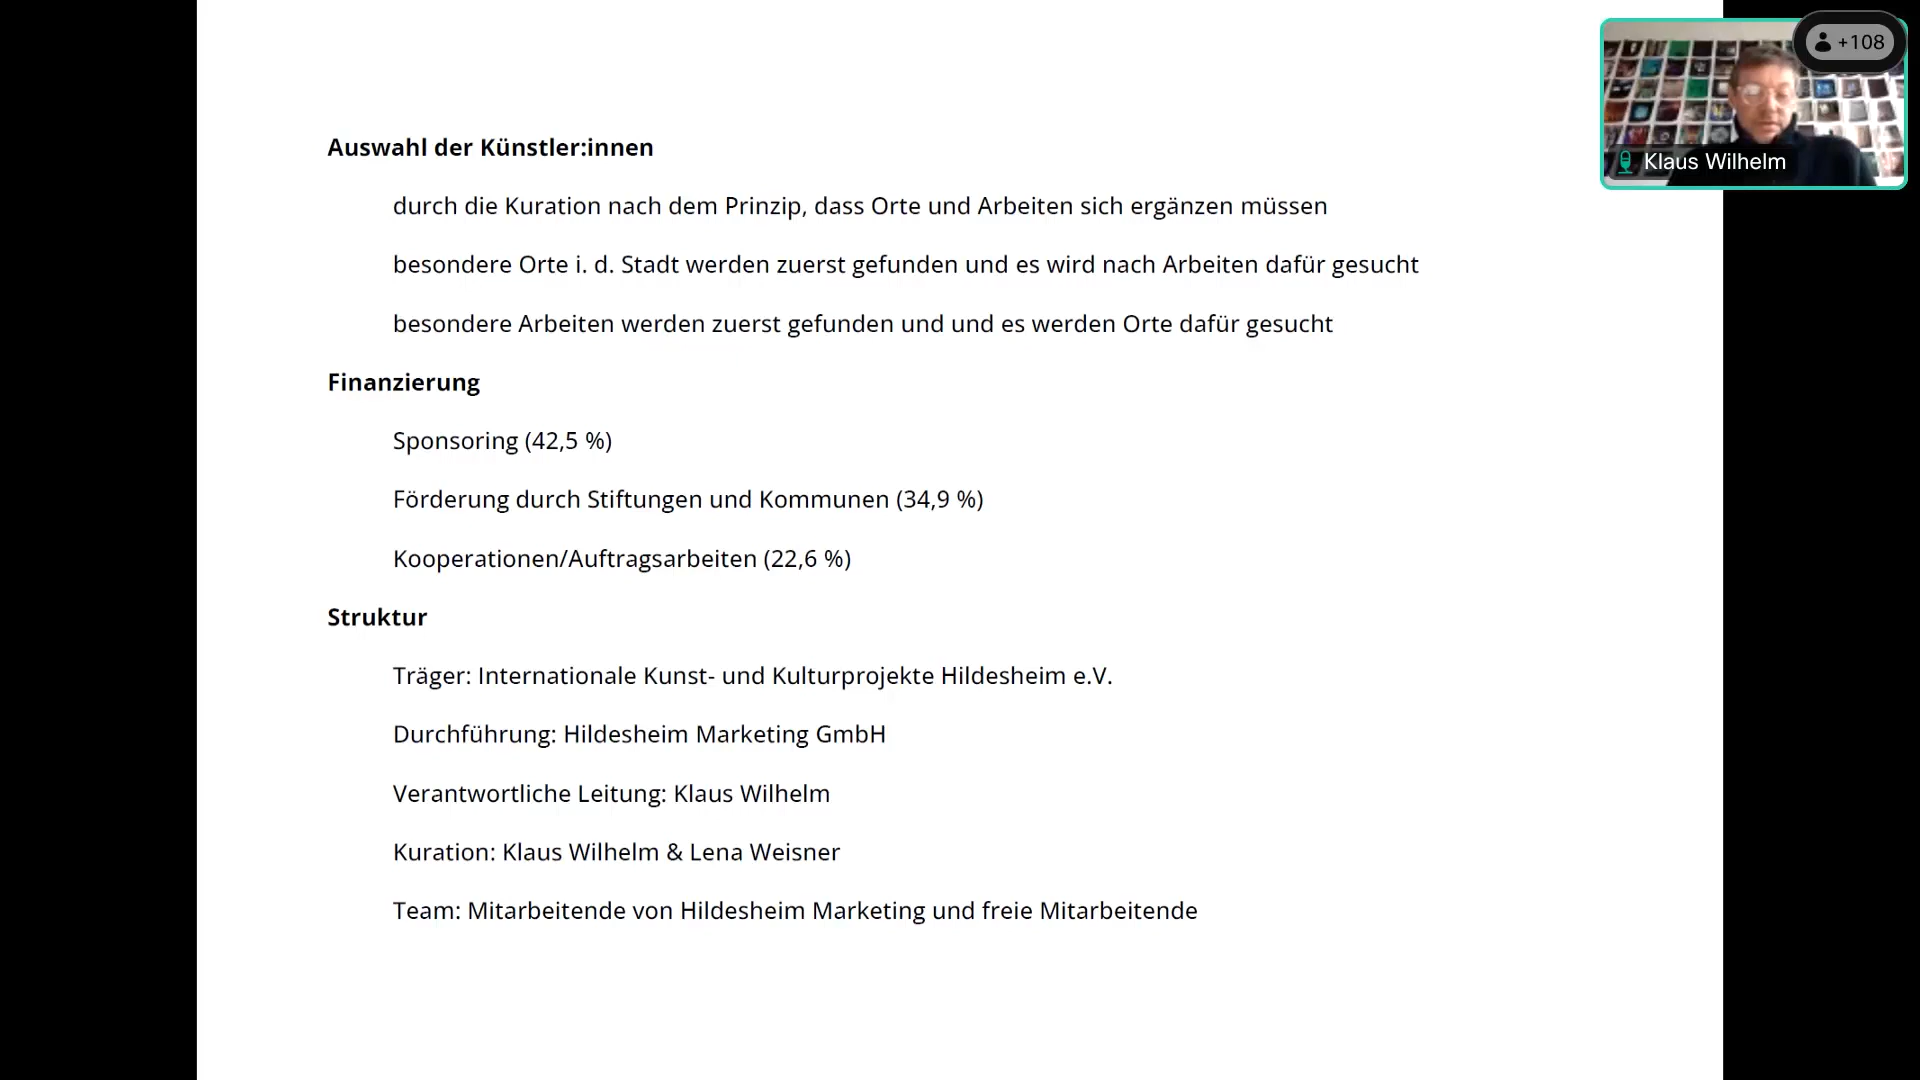 +108
Klaus Wilhelm
Auswahl der Künstler:innen
durch die Kuration nach dem Prinzip, dass Orte und Arbeiten sich ergänzen müssen
besondere Orte i. d. Stadt werden zuerst gefunden und es wird nach Arbeiten dafür gesucht
besondere Arbeiten werden zuerst gefunden und und es werden Orte dafür gesucht
Finanzierung
Sponsoring (42,5 %)
Förderung durch Stiftungen und Kommunen (34,9 %)
Kooperationen/Auftragsarbeiten (22,6 %)
Struktur
Träger: Internationale Kunst- und Kulturprojekte Hildesheim e.V.
Durchführung: Hildesheim Marketing GmbH
Verantwortliche Leitung: Klaus Wilhelm
Kuration: Klaus Wilhelm & Lena Weisner
Team: Mitarbeitende von Hildesheim Marketing und freie Mitarbeitende